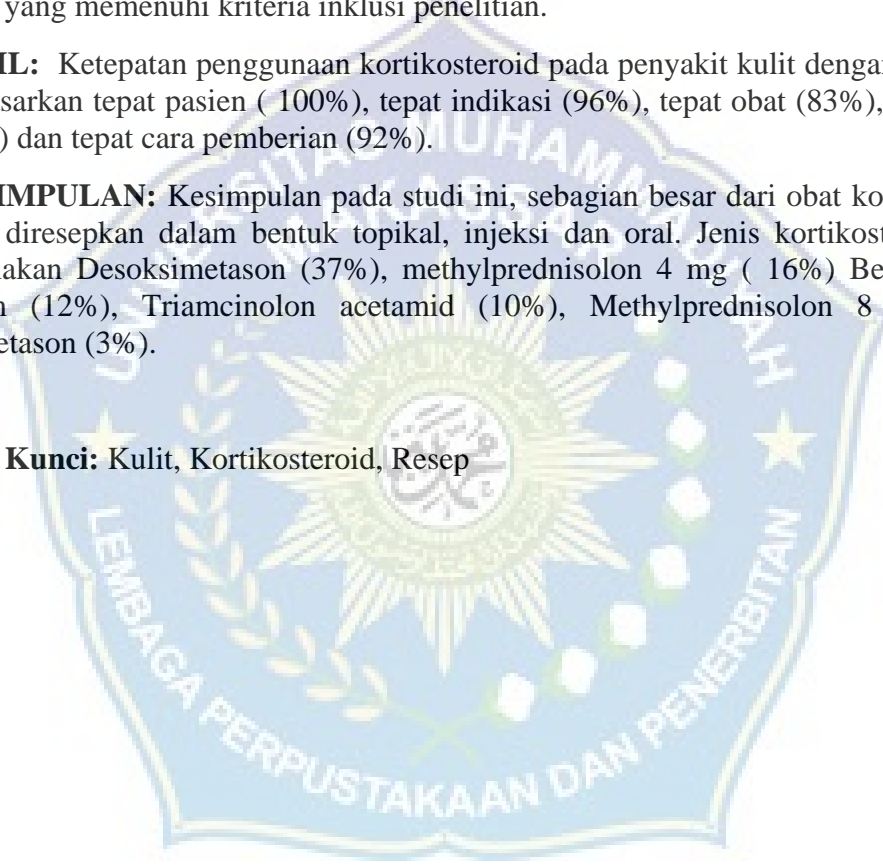 yang memenuhi kriteria inklusi penelitian.
IL: Ketepatan penggunaan kortikosteroid pada penyakit kulit dengan
sarkan tepat pasien ( 100%), tepat indikasi (96%), tepat obat (83%),
) dan tepat cara pemberian (92%).
IMPULAN: Kesimpulan pada studi ini, sebagian besar dari obat ko
diresepkan dalam bentuk topikal, injeksi dan oral. Jenis kortikost
akan Desoksimetason (37%), methylprednisolon 4 mg ( 16%) Be
n (12%), Triamcinolon acetamid (10%), Methylprednisolon 8
etason (3%).
Kunci: Kulit, Kortikosteroid, Resep
UNIVERSITAS MUHAMMADIYAH
MAKASSAR
LEMBAGA PERPUSTAKAAN DAN PENERBITAN